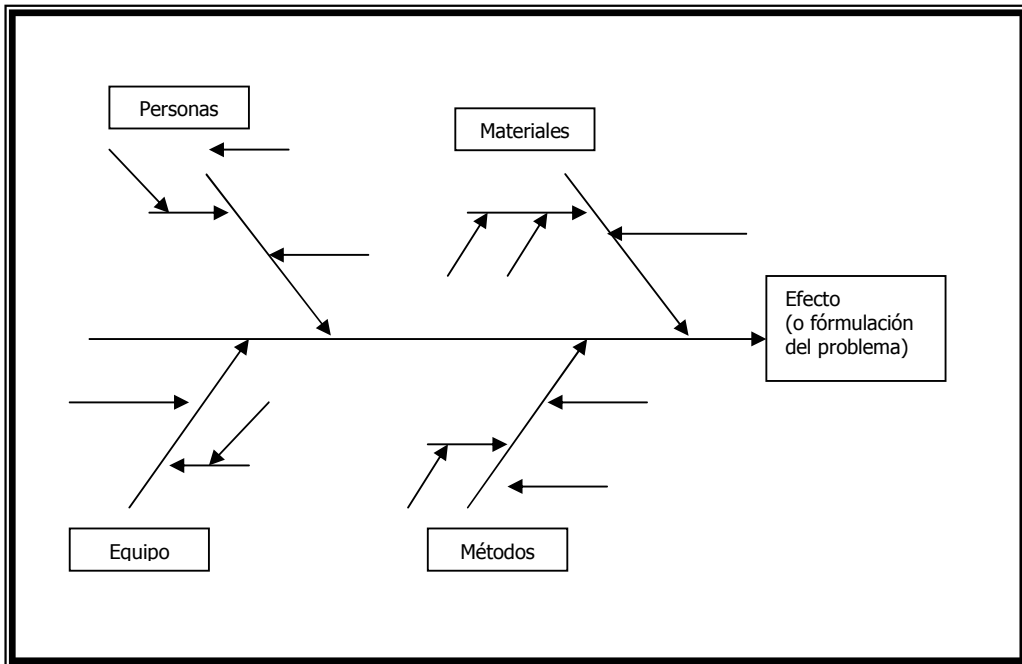 Personas
Materiales
Efecto
(o fórmulación
del problema)
Equipo
Métodos